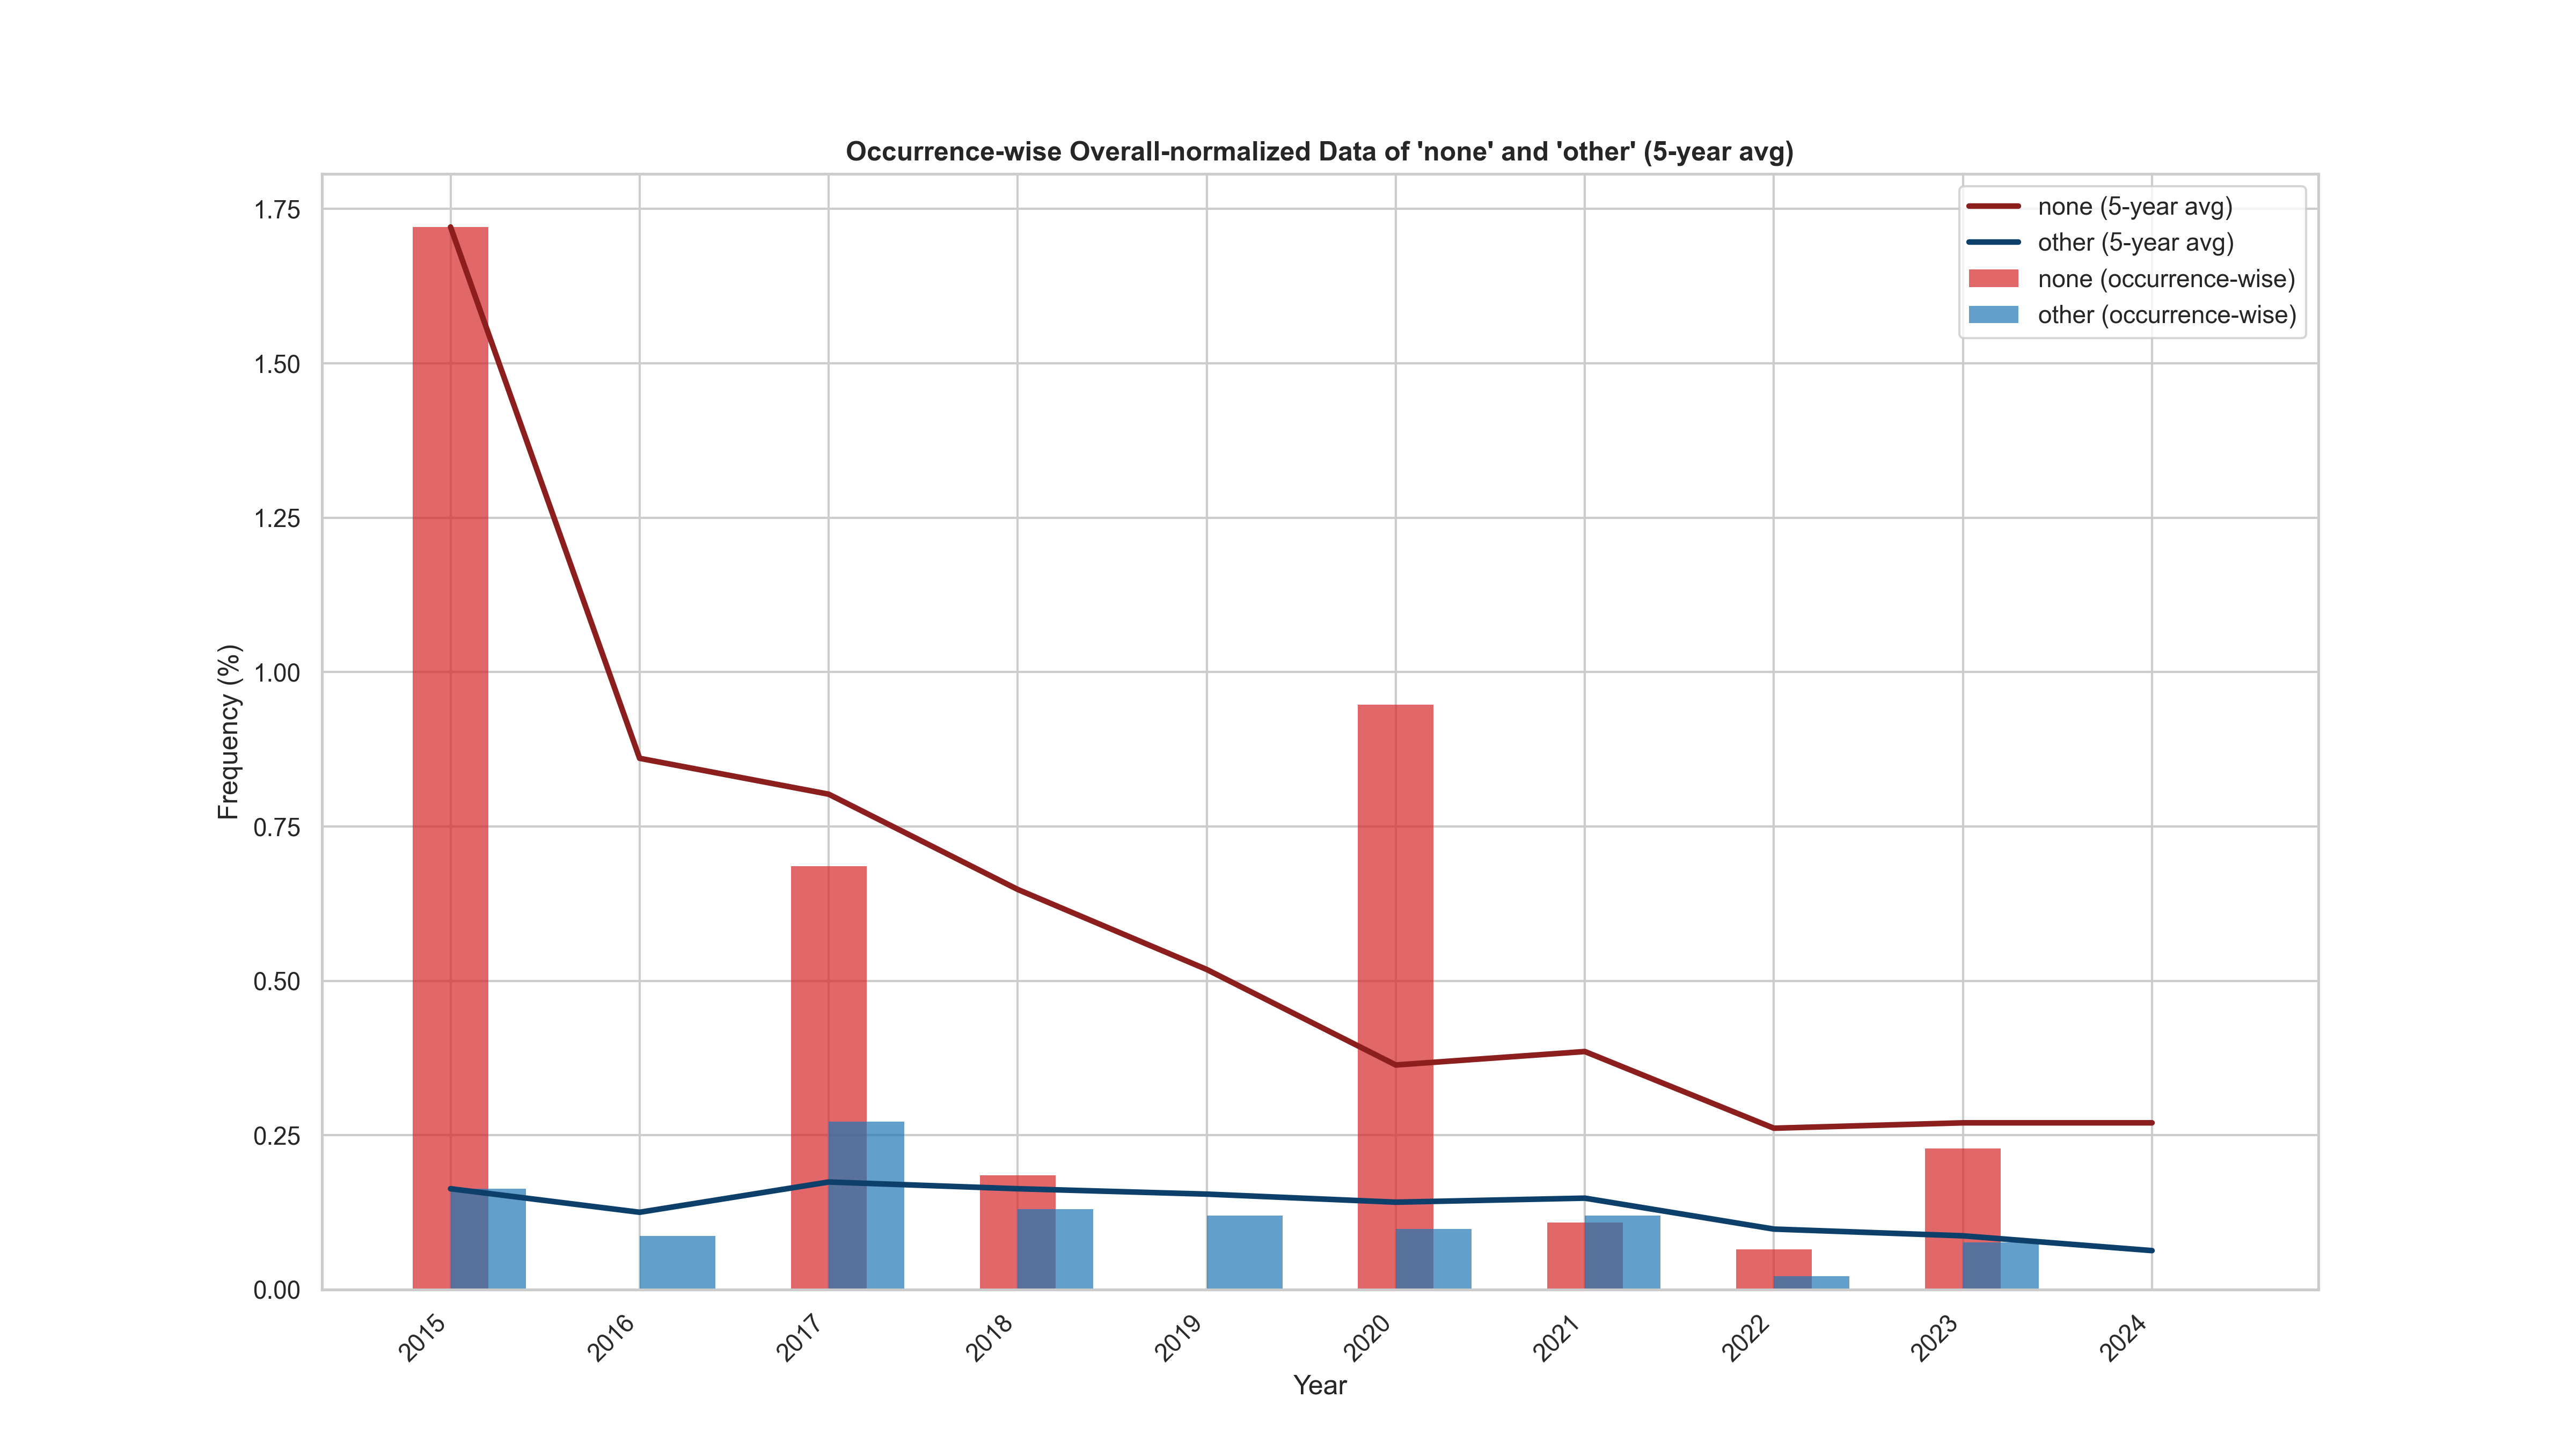 Occurrence-wise Overall-normalized Data of 'none' and 'other' (5-year avg)
none (5-year avg)
other (5-year avg)
none (occurrence-wise)
other (occurrence-wise)
Frequency (%)
1.75
1.50
1.25
1.00
0.75
0.50
0.25
0.00
2015
2016
2017
2018
2019
2020
2021
2022
2023
2024
Year